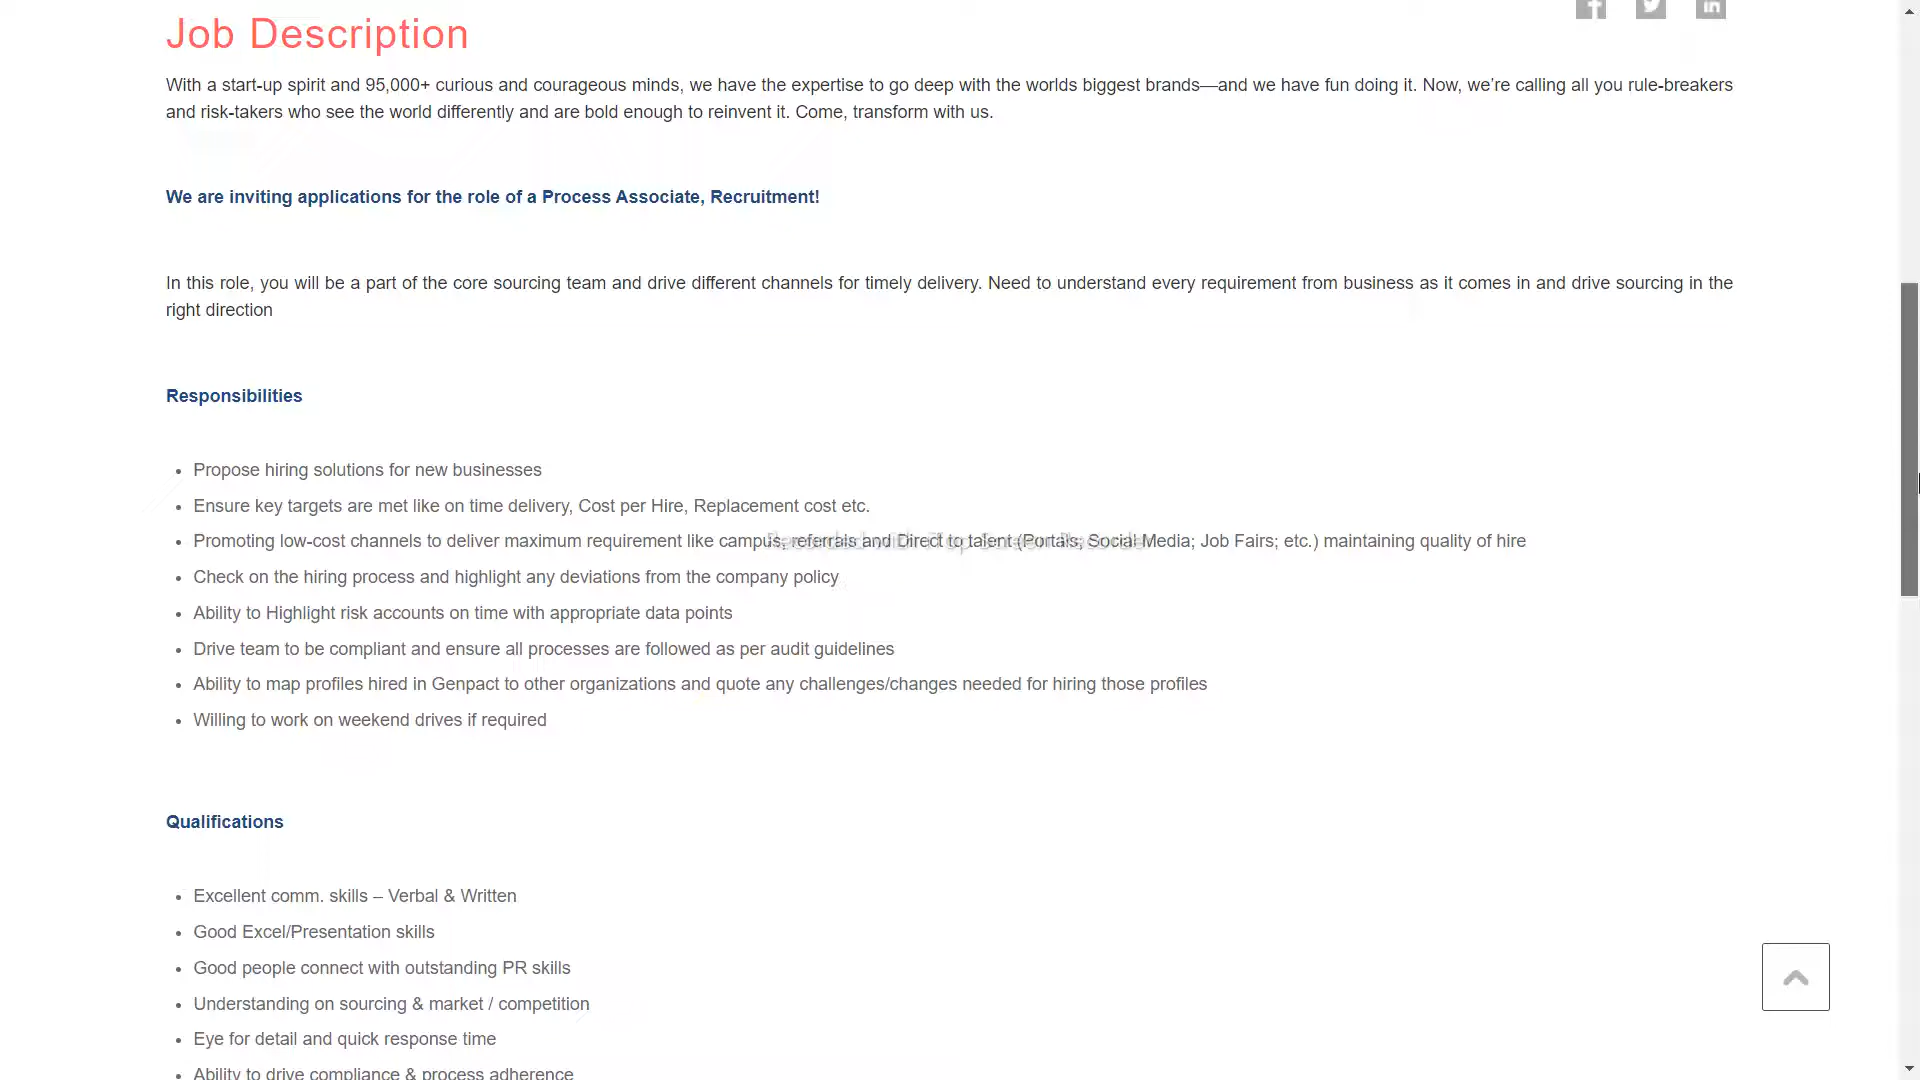 Job Description
With a start-up spirit and 95,000+ curious and courageous minds, we have the expertise to go deep with the worlds biggest brands—and we have fun doing it. Now, we’re calling all you rule-breakers
and risk-takers who see the world differently and are bold enough to reinvent it. Come, transform with us.
We are inviting applications for the role of a Process Associate, Recruitment!
In this role, you will be a part of the core sourcing team and drive different channels for timely delivery. Need to understand every requirement from business as it comes in and drive sourcing in the
right direction
Responsibilities
• Propose hiring solutions for new businesses
• Ensure key targets are met like on time delivery, Cost per Hire, Replacement cost etc.
• Promoting low-cost channels to deliver maximum requirement like campus, referrals and Direct to talent (Portals, Social Media; Job Fairs; etc.) maintaining quality of hire
• Check on the hiring process and highlight any deviations from the company policy
• Ability to Highlight risk accounts on time with appropriate data points
• Drive team to be compliant and ensure all processes are followed as per audit guidelines
• Ability to map profiles hired in Genpact to other organizations and quote any challenges/changes needed for hiring those profiles
• Willing to work on weekend drives if required
Qualifications
• Excellent comm. skills – Verbal & Written
• Good Excel/Presentation skills
• Good people connect with outstanding PR skills
• Understanding on sourcing & market / competition
• Eye for detail and quick response time
• Ability to drive compliance & process adherence